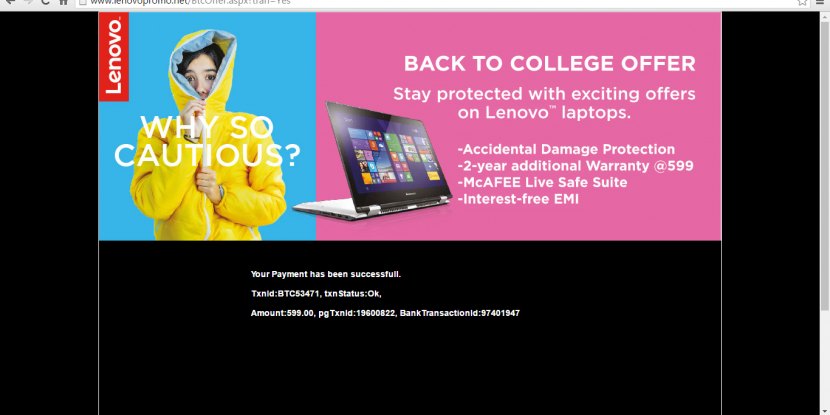 www.lenovopromo.net/BtcOffer.aspx?tran=Yes
Lenovo
WHY SO
CAUTIOUS?
BACK TO COLLEGE OFFER
Stay protected with exciting offers
on Lenovo™ laptops.
-Accidental Damage Protection
-2-year additional Warranty @599
-McAFEE Live Safe Suite
-Interest-free EMI
Your Payment has been successfull.
TxnId:BTC53471, txnStatus:Ok,
Amount:599.00, pgTxnId:19600822, BankTransactionId:97401947